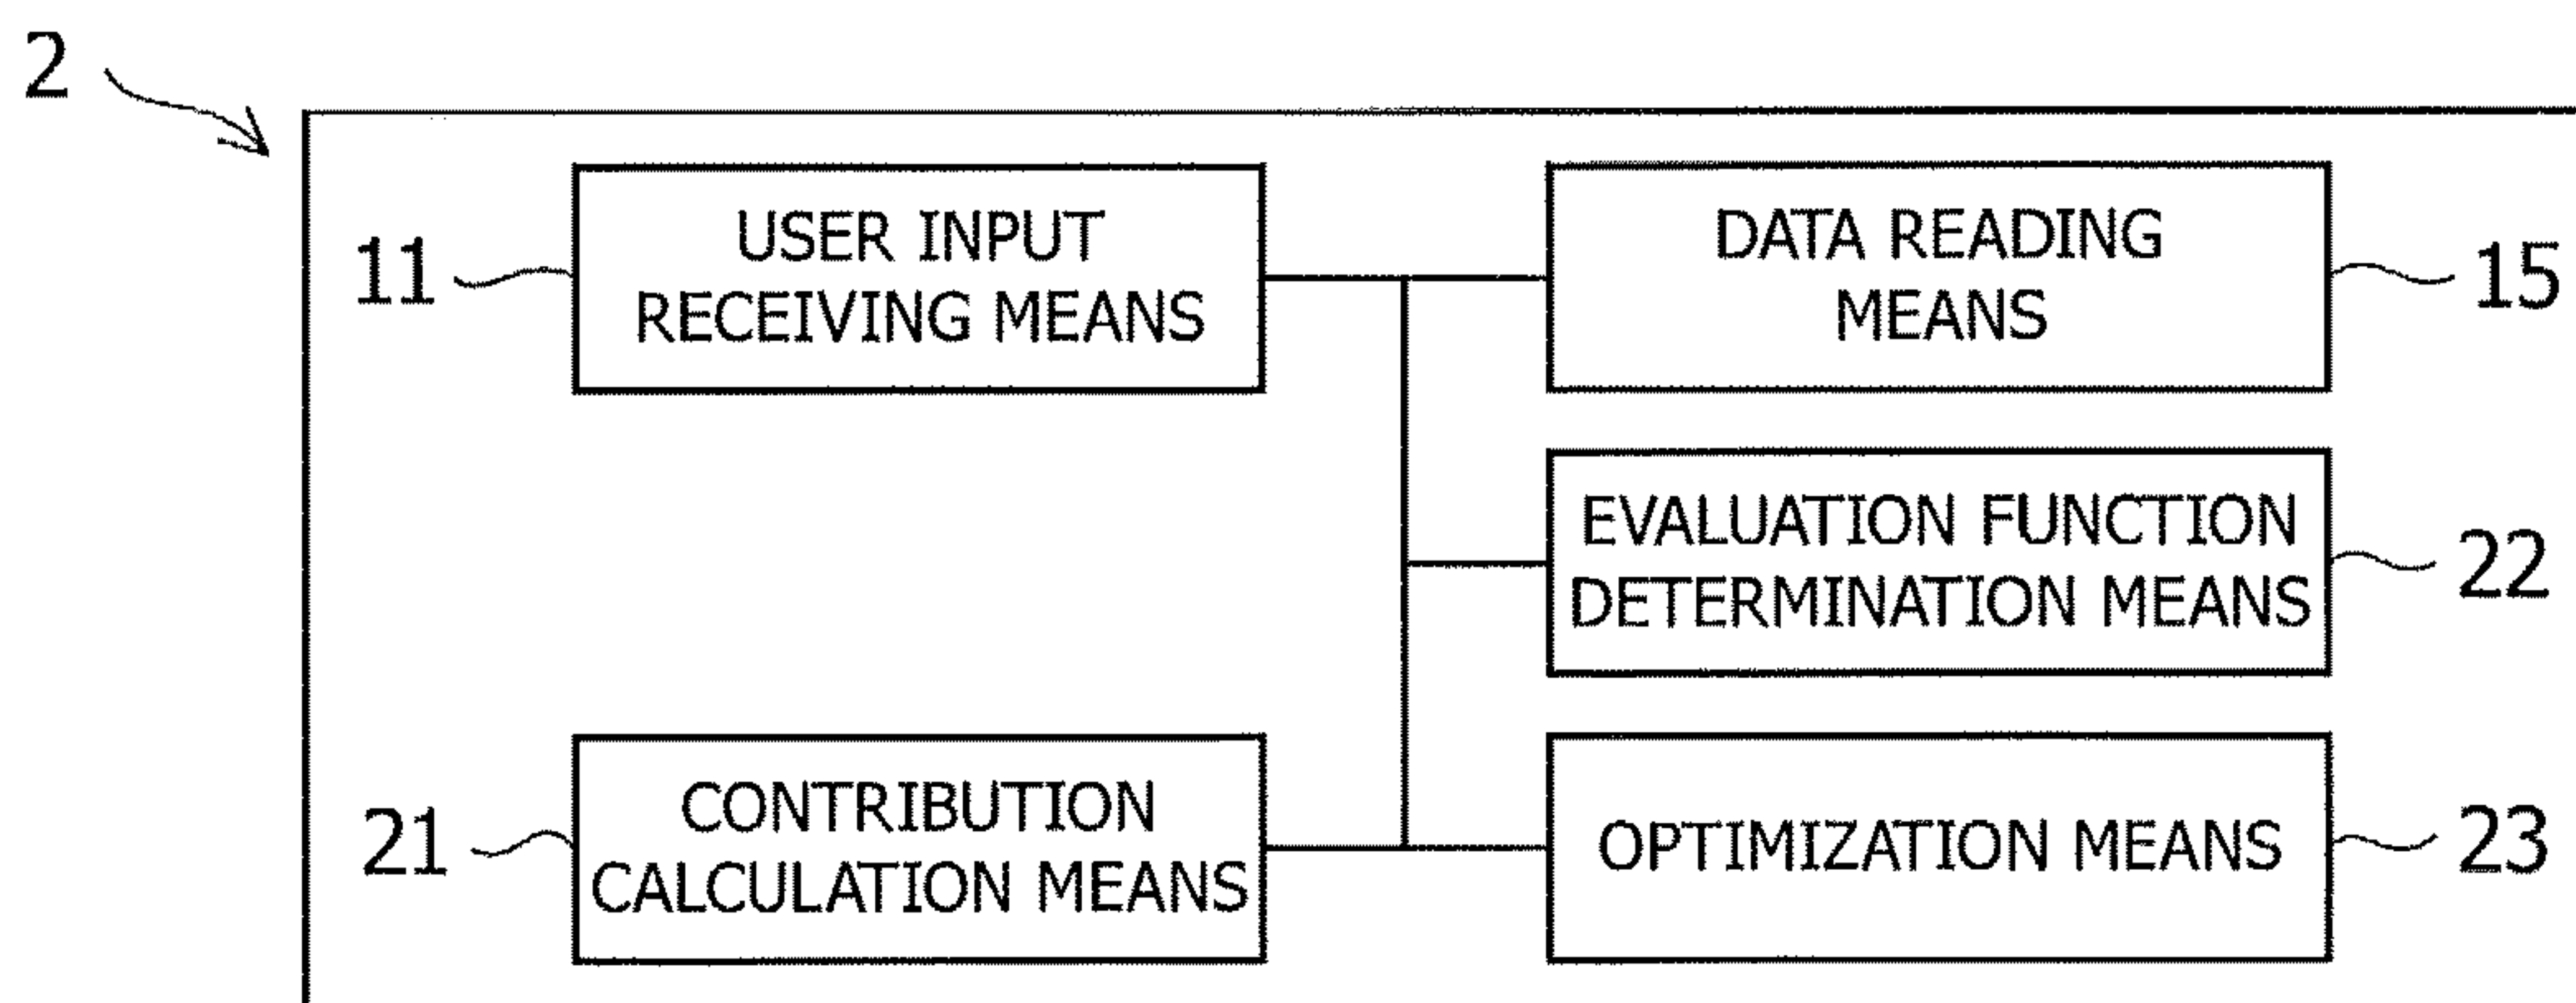 2
11
USER INPUT
RECEIVING MEANS
DATA READING
MEANS
15
EVALUATION FUNCTION
DETERMINATION MEANS
22
21
CONTRIBUTION
CALCULATION MEANS
OPTIMIZATION MEANS
23